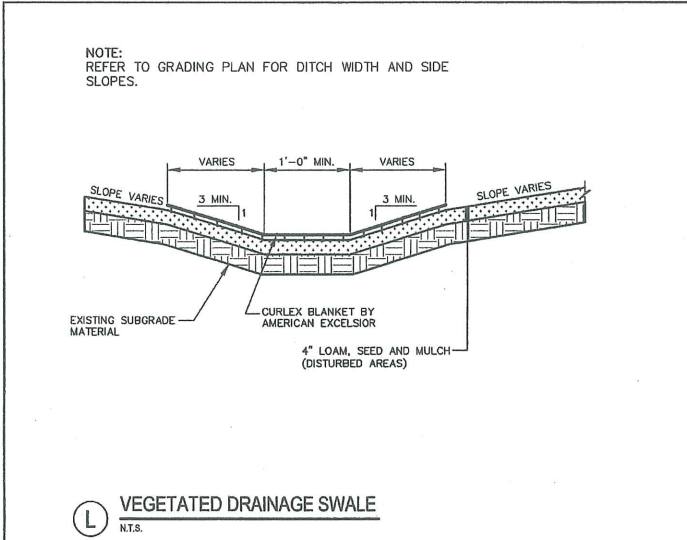 NOTE:
REFER TO GRADING PLAN FOR DITCH WIDTH AND SIDE
SLOPES.
VARIES
1'-0" MIN.
VARIES
SLOPE VARIES
3 MIN.
1
3 MIN.
1
SLOPE VARIES
EXISTING SUBGRADE
MATERIAL
CURLEX BLANKET BY
AMERICAN EXCELSIOR
4" LOAM, SEED AND MULCH
(DISTURBED AREAS)
L
VEGETATED DRAINAGE SWALE
N.T.S.